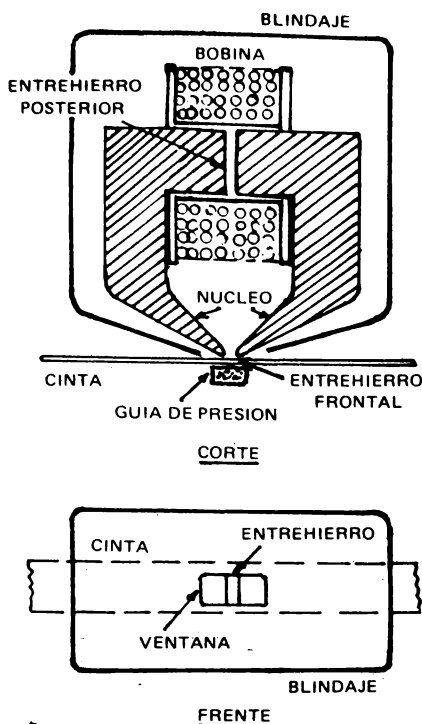 BLINDAJE
BOBINA
ENTREHIERRO
POSTERIOR
NUCLEO
CINTA
ENTREHIERRO
FRONTAL
GUIA DE PRESION
CORTE
CINTA
ENTREHIERRO
VENTANA
BLINDAJE
FRENTE